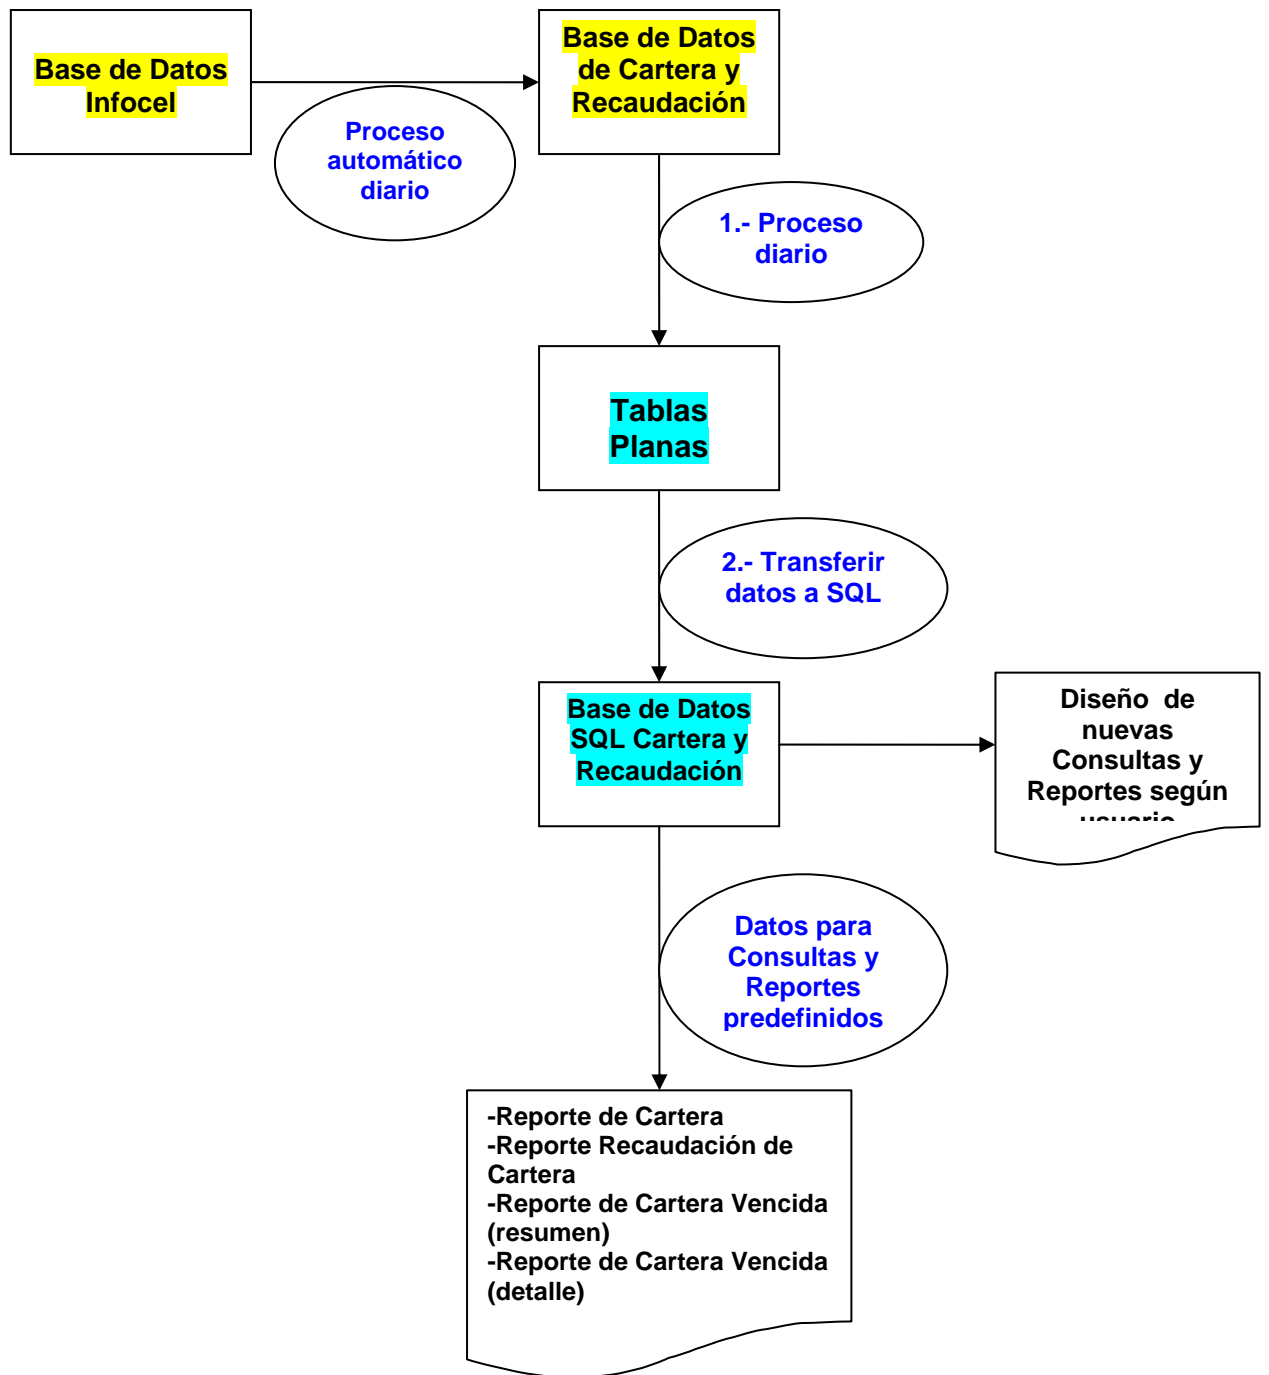 Base de Datos
Infocel
Base de Datos
de Cartera y
Recaudación
Proceso
automático
diario
1.- Proceso
diario
Tablas
Planas
2.- Transferir
datos a SQL
Base de Datos
SQL Cartera y
Recaudación
Diseño de
nuevas
Consultas y
Reportes según
usuario
Datos para
Consultas y
Reportes
predefinidos
-Reporte de Cartera
-Reporte Recaudación de
Cartera
-Reporte de Cartera Vencida
(resumen)
-Reporte de Cartera Vencida
(detalle)